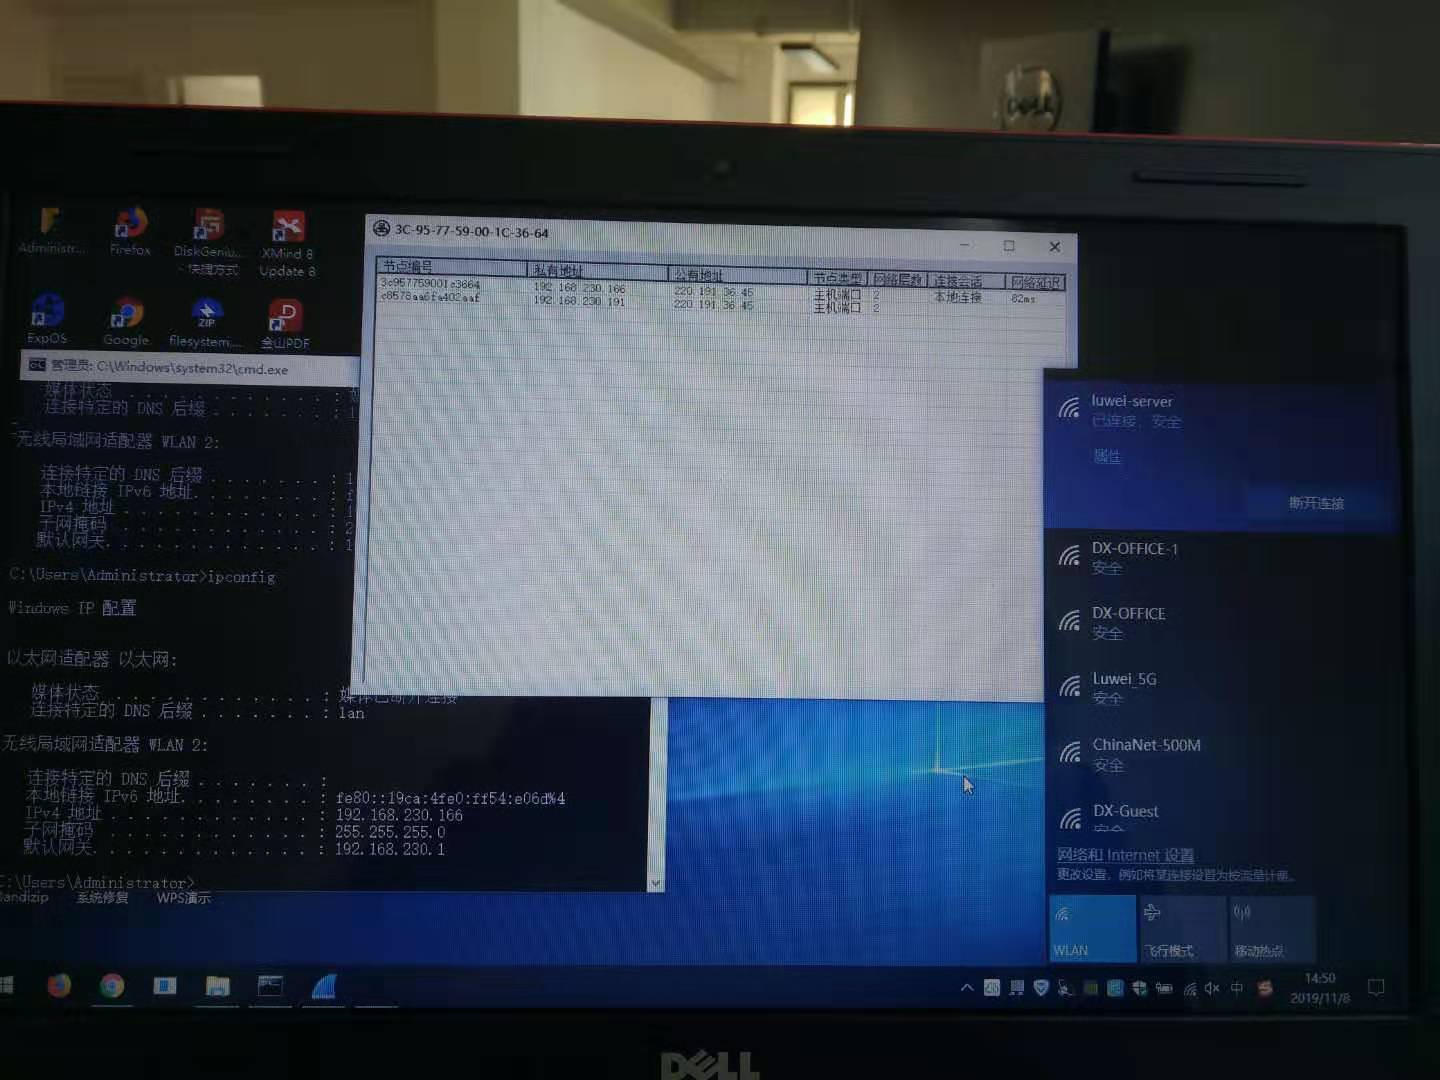 DELL
Administr...
Firefox
DiskGeniu...
- 快捷方式
XMind 8
Update 8
ExpOS
Google
filesystem...
金山PDF
ZIP
3C-95-77-59-00-1C-36-64
节点编号 私有地址 公有地址 节点类型 网络层数 连接会话 网络延迟
3c957759001c3664 192.168.230.166 220.191.36.45 主机端口 2 本地连接 82ms
192.168.230.191 220.191.36.45 主机端口 2
管理员: C:\Windows\system32\cmd.exe
媒体状态 . . . . . . . . . . . . :
连接特定的 DNS 后缀 . . . . . . . :
无线局域网适配器 WLAN 2:
连接特定的 DNS 后缀 . . . . . . . :
本地链接 IPv6 地址. . . . . . . . :
IPv4 地址 . . . . . . . . . . . . :
子网掩码 . . . . . . . . . . . . :
默认网关. . . . . . . . . . . . . :
C:\Users\Administrator>ipconfig
Windows IP 配置
以太网适配器 以太网:
媒体状态 . . . . . . . . . . . . : 媒体已断开连接
连接特定的 DNS 后缀 . . . . . . . : lan
无线局域网适配器 WLAN 2:
连接特定的 DNS 后缀 . . . . . . . :
本地链接 IPv6 地址. . . . . . . . : fe80::19ca:4fe0:ff54:e06d%4
IPv4 地址 . . . . . . . . . . . . : 192.168.230.166
子网掩码 . . . . . . . . . . . . : 255.255.255.0
默认网关. . . . . . . . . . . . . : 192.168.230.1
C:\Users\Administrator>
andizip 系统修复 WPS演示
luwei-server
已连接，安全
属性
断开连接
DX-OFFICE-1
安全
DX-OFFICE
安全
Luwei_5G
安全
ChinaNet-500M
安全
DX-Guest
安全
网络和 Internet 设置
更改设置，例如将某连接设置为按流量计费。
WLAN
飞行模式
移动热点
中
14:50
2019/11/8
DELL